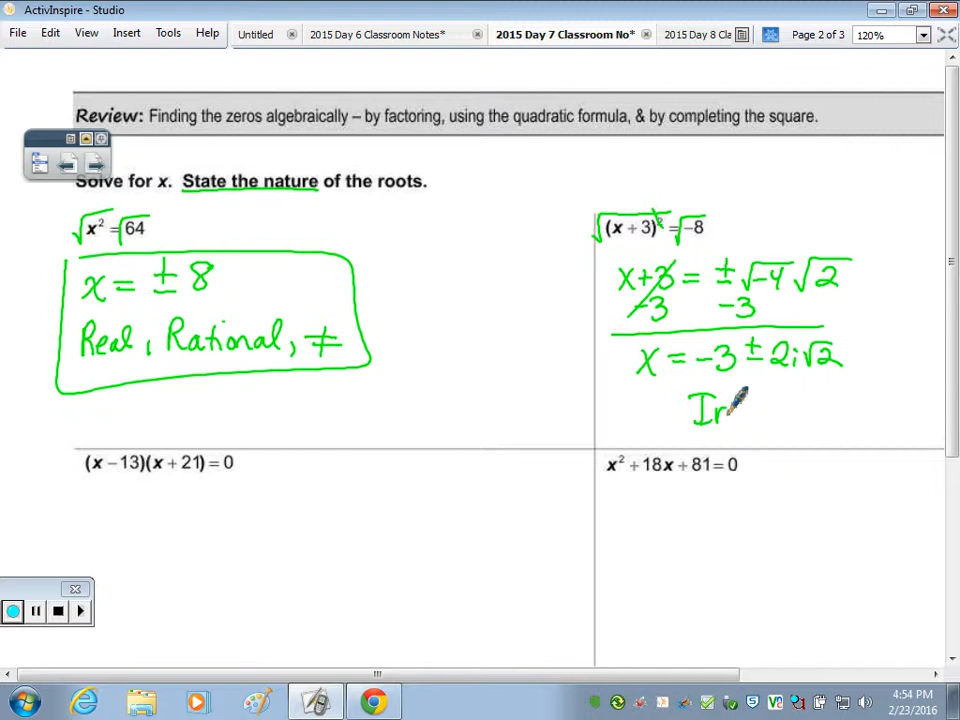 ActivInspire - Studio
File Edit View Insert Tools Help Untitled 2015 Day 6 Classroom Notes* 2015 Day 7 Classroom No* 2015 Day 8 Cla Page 2 of 3 120%
Review: Finding the zeros algebraically – by factoring, using the quadratic formula, & by completing the square.
Solve for x. State the nature of the roots.
√x² = √64
x = ± 8
Real, Rational, ≠
√(x + 3)² = √−8
x+3 = ± √−4 √2
−3 −3
x = −3 ± 2i√2
Ir
(x − 13)(x + 21) = 0
x² + 18x + 81 = 0
4:54 PM
2/23/2016